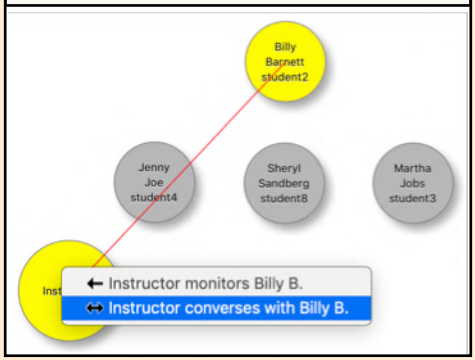 Billy
Barnett
student2
Jenny
Joe
student4
Sheryl
Sandberg
student8
Martha
Jobs
student3
Inst
← Instructor monitors Billy B.
⇔ Instructor converses with Billy B.